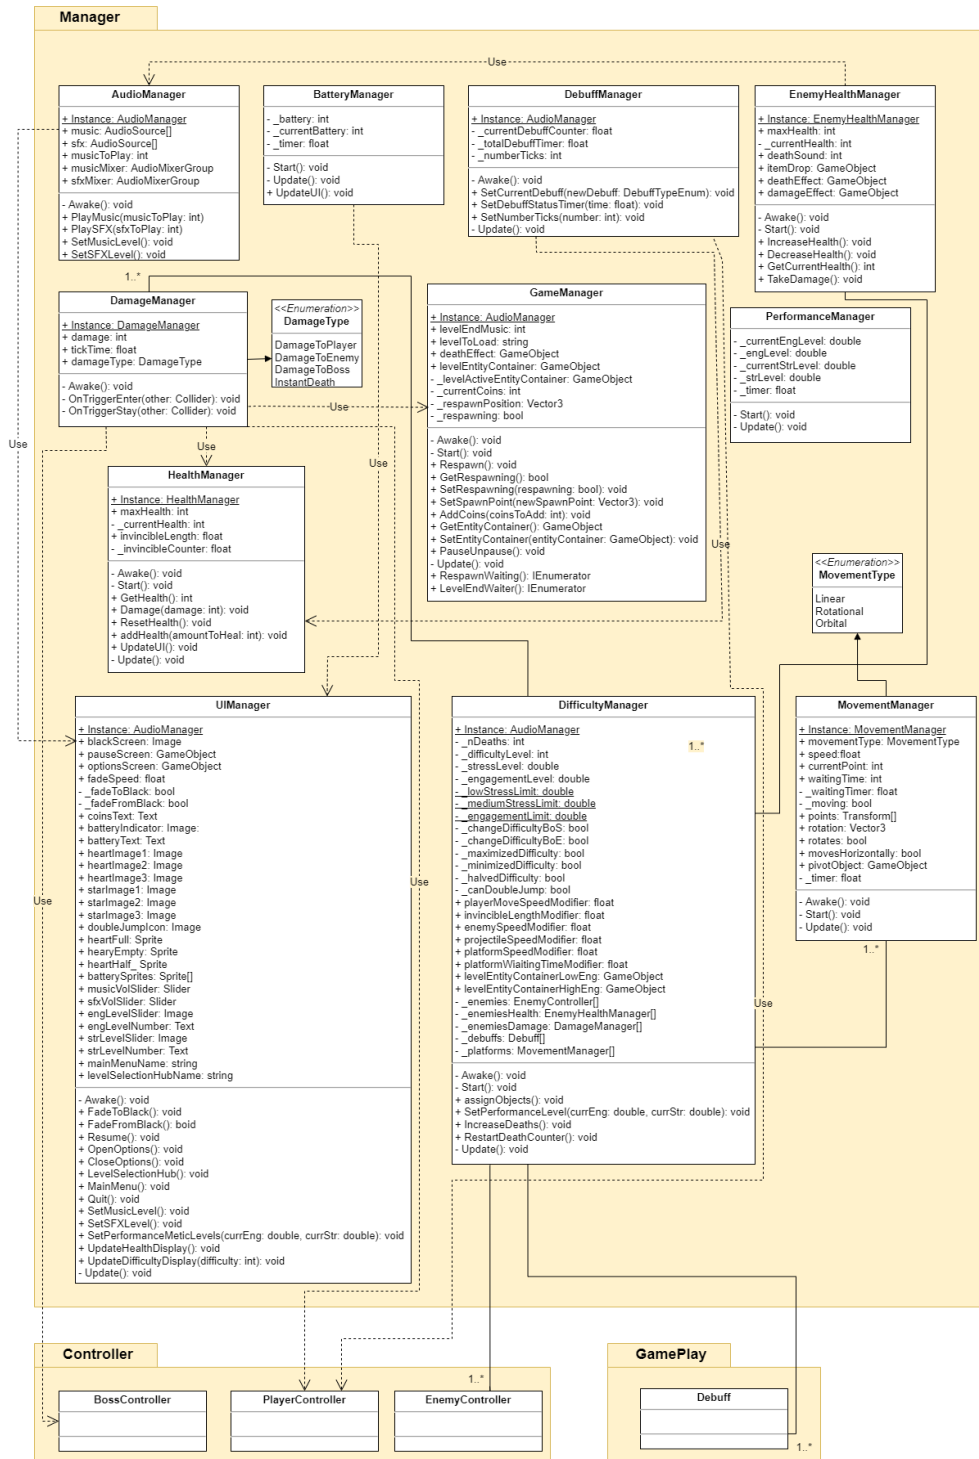 Manager
Use
AudioManager
+ Instance: AudioManager
+ music: AudioSource[]
+ sfx: AudioSource[]
+ musicToPlay: int
+ musicMixer: AudioMixerGroup
+ sfxMixer: AudioMixerGroup
- Awake(): void
+ PlayMusic(musicToPlay: int)
+ PlaySFX(sfxToPlay: int)
+ SetMusicLevel(): void
+ SetSFXLevel(): void
BatteryManager
- _battery: int
- _currentBattery: int
- _timer: float
- Start(): void
- Update(): void
+ UpdateUI(): void
DebuffManager
+ Instance: AudioManager
- _currentDebuffCounter: float
- _totalDebuffTimer: float
- _numberTicks: int
- Awake(): void
+ SetCurrentDebuff(newDebuff: DebuffTypeEnum): void
+ SetDebuffStatusTimer(time: float): void
+ SetNumberTicks(number: int): void
- Update(): void
EnemyHealthManager
+ Instance: EnemyHealthManager
+ maxHealth: int
- _currentHealth: int
+ deathSound: int
+ itemDrop: GameObject
+ deathEffect: GameObject
+ damageEffect: GameObject
- Awake(): void
- Start(): void
+ IncreaseHealth(): void
+ DecreaseHealth(): void
+ GetCurrentHealth(): int
+ TakeDamage(): void
1..*
DamageManager
+ Instance: DamageManager
+ damage: int
+ tickTime: float
+ damageType: DamageType
- Awake(): void
- OnTriggerEnter(other: Collider): void
- OnTriggerStay(other: Collider): void
<<Enumeration>>
DamageType
DamageToPlayer
DamageToEnemy
DamageToBoss
InstantDeath
GameManager
+ Instance: AudioManager
+ levelEndMusic: int
+ levelToLoad: string
+ deathEffect: GameObject
+ levelEntityContainer: GameObject
- _levelActiveEntityContainer: GameObject
- _currentCoins: int
- _respawnPosition: Vector3
- _respawning: bool
- Awake(): void
- Start(): void
+ Respawn(): void
+ GetRespawning(): bool
+ SetRespawning(respawning: bool): void
+ SetSpawnPoint(newSpawnPoint: Vector3): void
+ AddCoins(coinsToAdd: int): void
+ GetEntityContainer(): GameObject
+ SetEntityContainer(entityContainer: GameObject): void
+ PauseUnpause(): void
- Update(): void
+ RespawnWaiting(): IEnumerator
+ LevelEndWaiter(): IEnumerator
PerformanceManager
- _currentEngLevel: double
- _engLevel: double
- _currentStrLevel: double
- _strLevel: double
- _timer: float
- Start(): void
- Update(): void
Use
Use
Use
Use
Use
HealthManager
+ Instance: HealthManager
+ maxHealth: int
- _currentHealth: int
+ invincibleLength: float
- _invincibleCounter: float
- Awake(): void
- Start(): void
+ GetHealth(): int
+ Damage(damage: int): void
+ ResetHealth(): void
+ addHealth(amountToHeal: int): void
+ UpdateUI(): void
- Update(): void
<<Enumeration>>
MovementType
Linear
Rotational
Orbital
UIManager
+ Instance: AudioManager
+ blackScreen: Image
+ pauseScreen: GameObject
+ optionsScreen: GameObject
+ fadeSpeed: float
- _fadeToBlack: bool
- _fadeFromBlack: bool
+ coinsText: Text
+ batteryIndicator: Image:
+ batteryText: Text
+ heartImage1: Image
+ heartImage2: Image
+ heartImage3: Image
+ starImage1: Image
+ starImage2: Image
+ starImage3: Image
+ doubleJumpIcon: Image
+ heartFull: Sprite
+ hearyEmpty: Sprite
+ heartHalf_ Sprite
+ batterySprites: Sprite[]
+ musicVolSlider: Slider
+ sfxVolSlider: Slider
+ engLevelSlider: Image
+ engLevelNumber: Text
+ strLevelSlider: Image
+ strLevelNumber: Text
+ mainMenuName: string
+ levelSelectionHubName: string
- Awake(): void
+ FadeToBlack(): void
+ FadeFromBlack(): boid
+ Resume(): void
+ OpenOptions(): void
+ CloseOptions(): void
+ LevelSelectionHub(): void
+ MainMenu(): void
+ Quit(): void
+ SetMusicLevel(): void
+ SetSFXLevel(): void
+ SetPerformanceMeticLevels(currEng: double, currStr: double): void
+ UpdateHealthDisplay(): void
+ UpdateDifficultyDisplay(difficulty: int): void
- Update(): void
DifficultyManager
+ Instance: AudioManager
- _nDeaths: int
- _difficultyLevel: int
- _stressLevel: double
- _engagementLevel: double
- _lowStressLimit: double
- _mediumStressLimit: double
- _engagementLimit: double
- _changeDifficultyBoS: bool
- _changeDifficultyBoE: bool
- _maximizedDifficulty: bool
- _minimizedDifficulty: bool
- _halvedDifficulty: bool
- _canDoubleJump: bool
+ playerMoveSpeedModifier: float
+ invincibleLengthModifier: float
+ enemySpeedModifier: float
+ projectileSpeedModifier: float
+ platformSpeedModifier: float
+ platformWiaitingTimeModifier: float
+ levelEntityContainerLowEng: GameObject
+ levelEntityContainerHighEng: GameObject
- _enemies: EnemyController[]
- _enemiesHealth: EnemyHealthManager[]
- _enemiesDamage: DamageManager[]
- _debuffs: Debuff[]
- _platforms: MovementManager[]
- Awake(): void
- Start(): void
+ assignObjects(): void
+ SetPerformanceLevel(currEng: double, currStr: double): void
+ IncreaseDeaths(): void
+ RestartDeathCounter(): void
- Update(): void
1..*
MovementManager
+ Instance: MovementManager
+ movementType: MovementType
+ speed:float
+ currentPoint: int
+ waitingTime: int
- _waitingTimer: float
- _moving: bool
+ points: Transform[]
+ rotation: Vector3
+ rotates: bool
+ movesHorizontally: bool
+ pivotObject: GameObject
- _timer: float
- Awake(): void
- Start(): void
- Update(): void
1..*
Use
Use
Use
Controller
BossController
PlayerController
1..*
EnemyController
GamePlay
Debuff
1..*